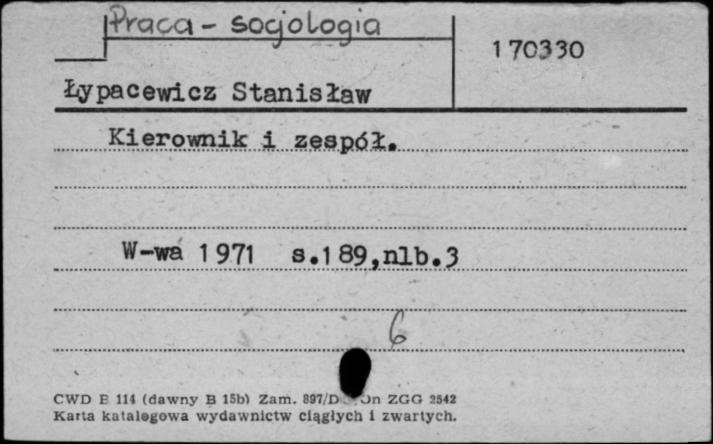 Praca - socjologia
170330
Łypacewicz Stanisław
Kierownik i zespół.
W-wa 1971 s.189,nlb.3
6
CWD E 114 (dawny B 15b) Zam. 897/D Jn ZGG 2542
Karta katalogowa wydawnictw ciągłych i zwartych.